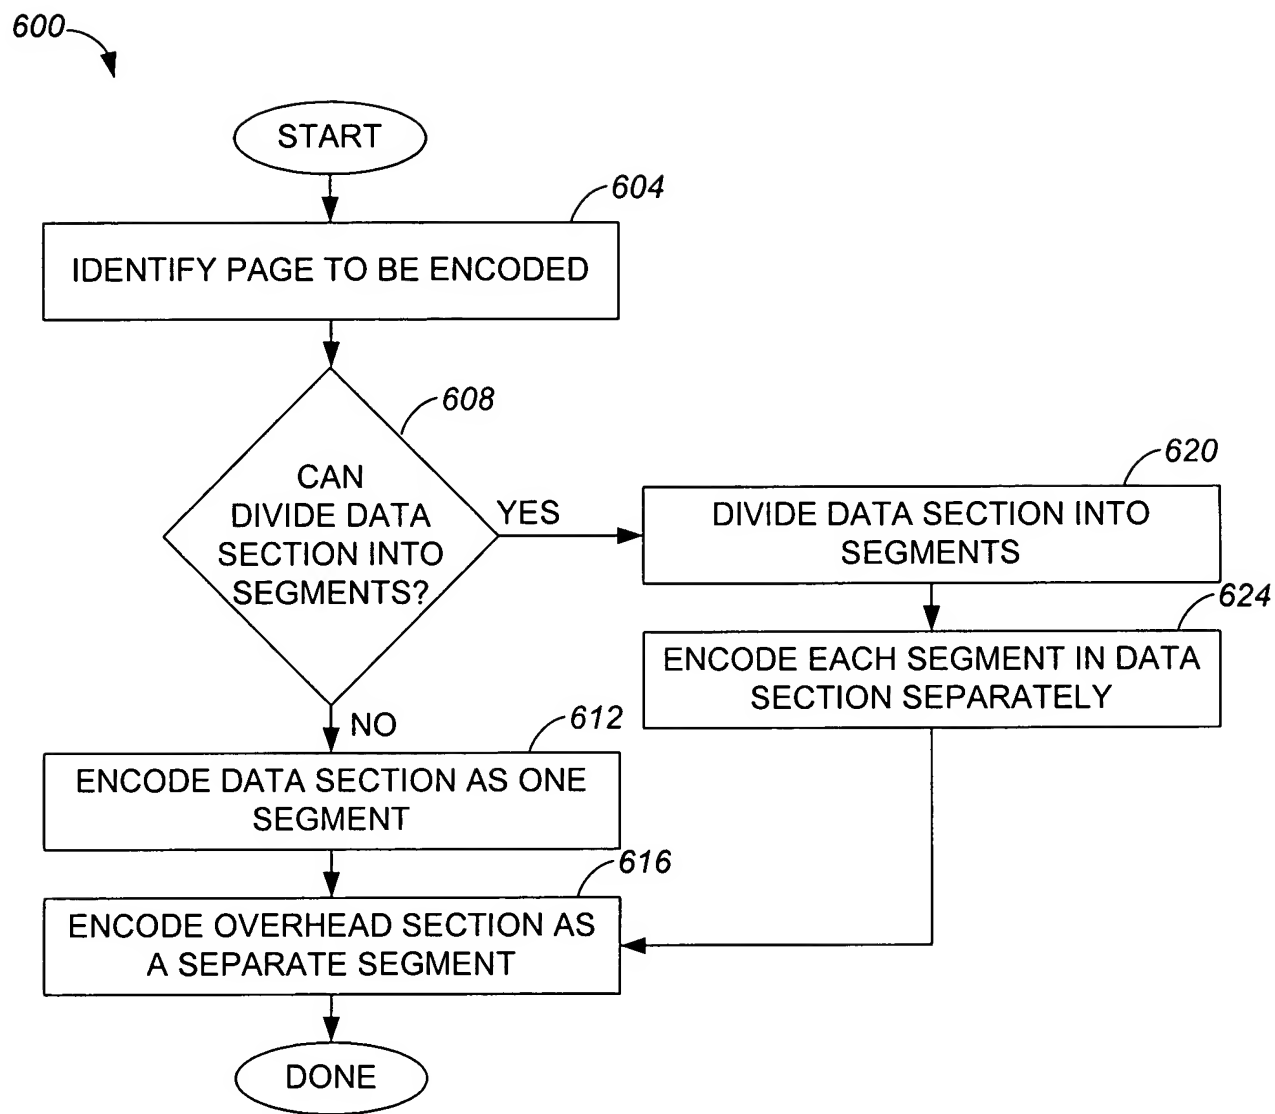 600
START
604
IDENTIFY PAGE TO BE ENCODED
608
CAN
DIVIDE DATA
SECTION INTO
SEGMENTS?
YES
620
DIVIDE DATA SECTION INTO
SEGMENTS
624
ENCODE EACH SEGMENT IN DATA
SECTION SEPARATELY
NO
612
ENCODE DATA SECTION AS ONE
SEGMENT
616
ENCODE OVERHEAD SECTION AS
A SEPARATE SEGMENT
DONE